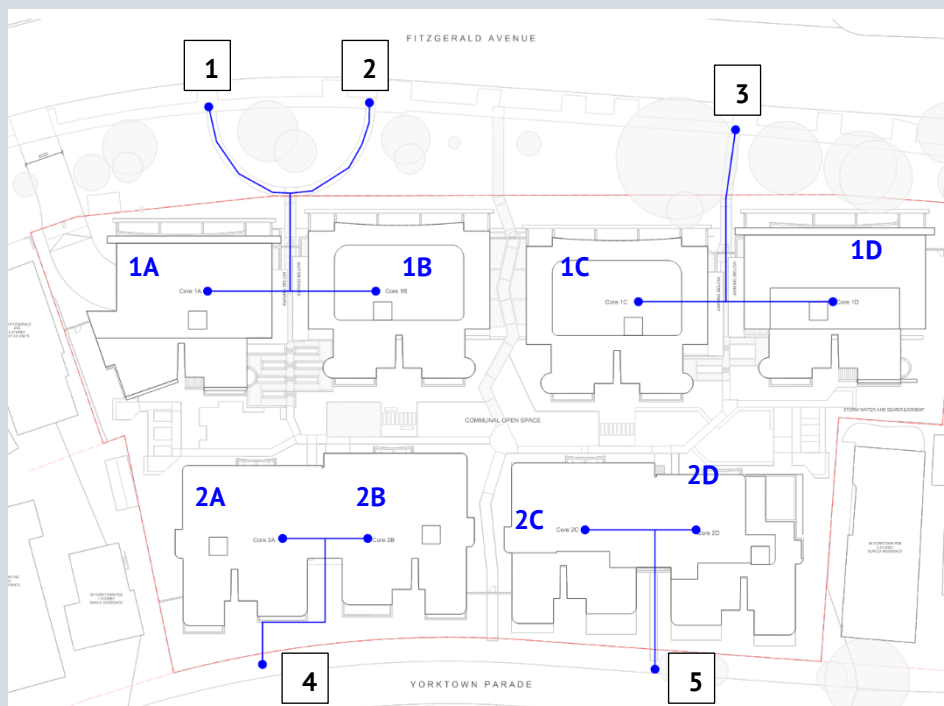 FITZGERALD AVENUE
1
2
3
1A
1B
1C
1D
Core 1A
Core 1B
Core 1C
Core 1D
COMMUNAL OPEN SPACE
STORM WATER AND SEWER EASMENT
2A
2B
2C
2D
Core 2A
Core 2B
Core 2C
Core 2D
4
5
YORKTOWN PARADE